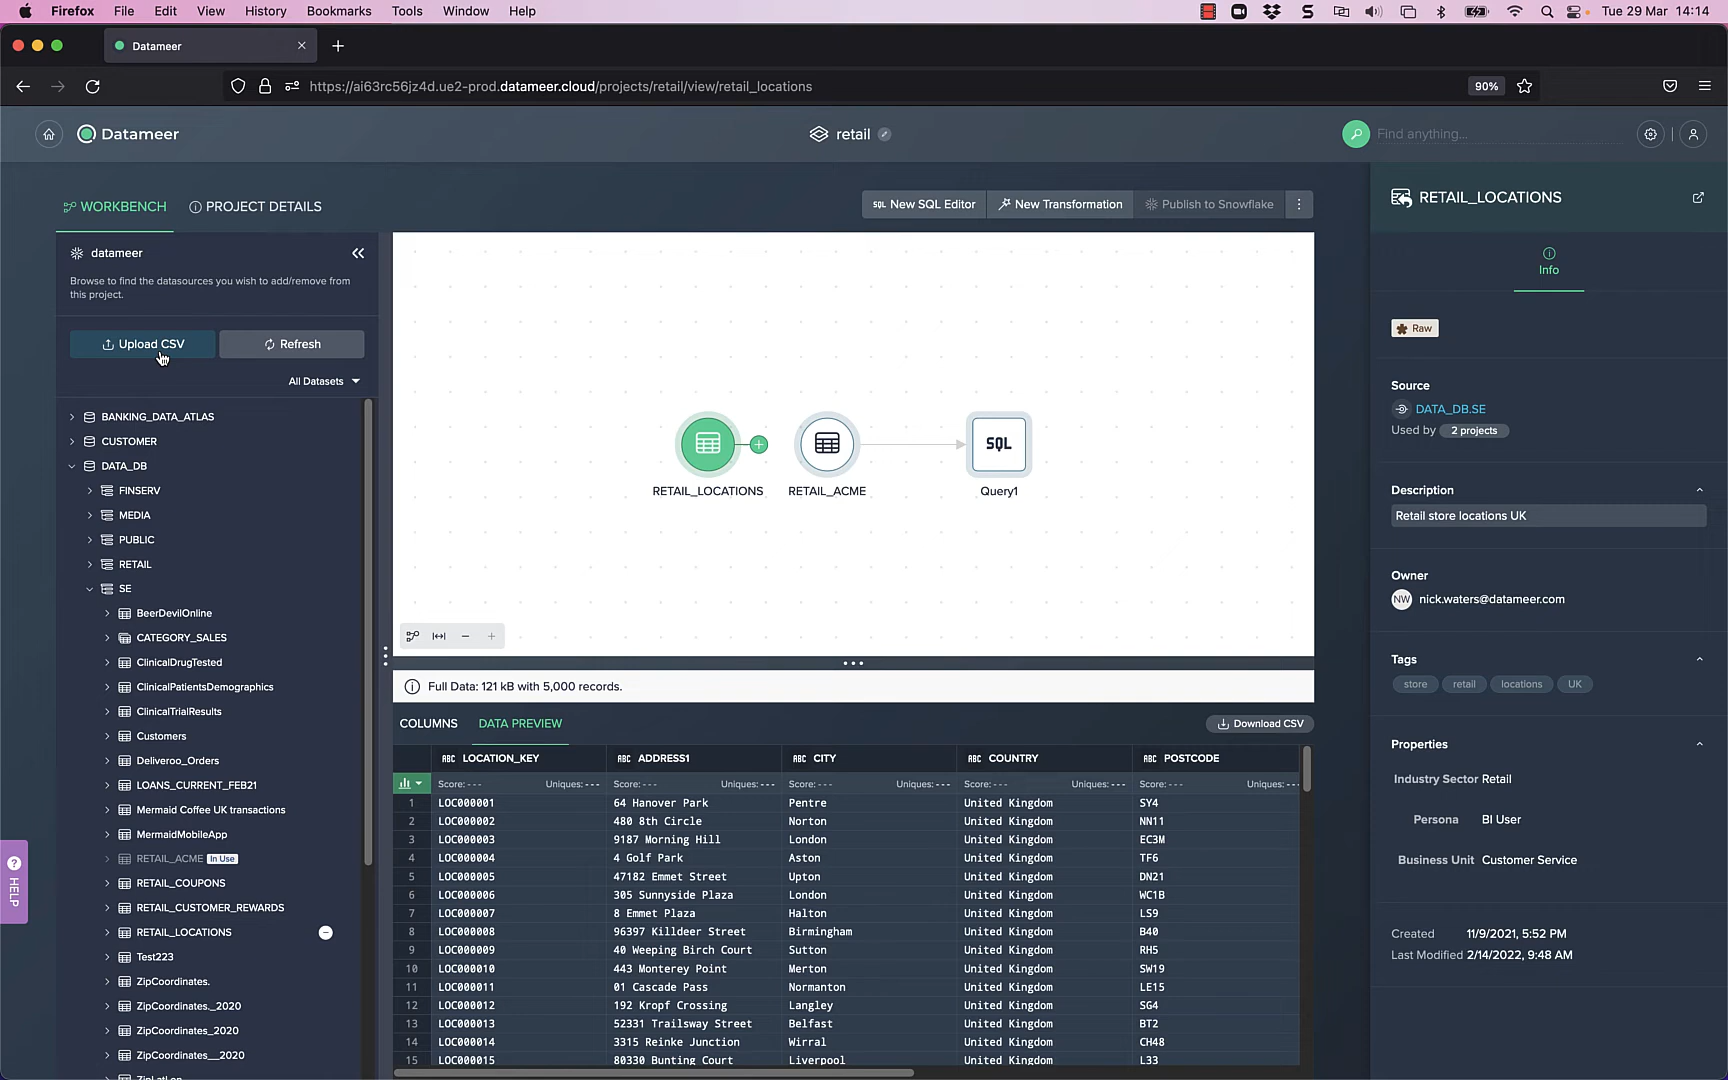 Firefox File Edit View History Bookmarks Tools Window Help Tue 29 Mar 14:14
Datameer
https://ai63rc56jz4d.ue2-prod.datameer.cloud/projects/retail/view/retail_locations 90%
Datameer
retail
Find anything...
WORKBENCH
PROJECT DETAILS
SQL New SQL Editor
New Transformation
Publish to Snowflake
datameer
Browse to find the datasources you wish to add/remove from
this project.
Upload CSV
Refresh
All Datasets
BANKING_DATA_ATLAS
CUSTOMER
DATA_DB
FINSERV
MEDIA
PUBLIC
RETAIL
SE
BeerDevilOnline
CATEGORY_SALES
ClinicalDrugTested
ClinicalPatientsDemographics
ClinicalTrialResults
Customers
Deliveroo_Orders
LOANS_CURRENT_FEB21
Mermaid Coffee UK transactions
MermaidMobileApp
RETAIL_ACME In Use
RETAIL_COUPONS
RETAIL_CUSTOMER_REWARDS
RETAIL_LOCATIONS
Test223
ZipCoordinates.
ZipCoordinates._2020
ZipCoordinates_2020
ZipCoordinates__2020
ZipLatLon
HELP
SQL
RETAIL_LOCATIONS
RETAIL_ACME
Query1
Full Data: 121 kB with 5,000 records.
COLUMNS
DATA PREVIEW
Download CSV
ABC LOCATION_KEY ABC ADDRESS1 ABC CITY ABC COUNTRY ABC POSTCODE
Score: --- Uniques: --- Score: --- Uniques: --- Score: --- Uniques: --- Score: --- Uniques: --- Score: --- Uniques: ---
1 LOC000001 64 Hanover Park Pentre United Kingdom SY4
2 LOC000002 480 8th Circle Norton United Kingdom NN11
3 LOC000003 9187 Morning Hill London United Kingdom EC3M
4 LOC000004 4 Golf Park Aston United Kingdom TF6
5 LOC000005 47182 Emmet Street Upton United Kingdom DN21
6 LOC000006 305 Sunnyside Plaza London United Kingdom WC1B
7 LOC000007 8 Emmet Plaza Halton United Kingdom LS9
8 LOC000008 96397 Killdeer Street Birmingham United Kingdom B40
9 LOC000009 40 Weeping Birch Court Sutton United Kingdom RH5
10 LOC000010 443 Monterey Point Merton United Kingdom SW19
11 LOC000011 01 Cascade Pass Normanton United Kingdom LE15
12 LOC000012 192 Kropf Crossing Langley United Kingdom SG4
13 LOC000013 52331 Trailsway Street Belfast United Kingdom BT2
14 LOC000014 3315 Reinke Junction Wirral United Kingdom CH48
15 LOC000015 80330 Bunting Court Liverpool United Kingdom L33
RETAIL_LOCATIONS
Info
Raw
Source
DATA_DB.SE
Used by 2 projects
Description
Retail store locations UK
Owner
NW nick.waters@datameer.com
Tags
store retail locations UK
Properties
Industry Sector Retail
Persona BI User
Business Unit Customer Service
Created 11/9/2021, 5:52 PM
Last Modified 2/14/2022, 9:48 AM